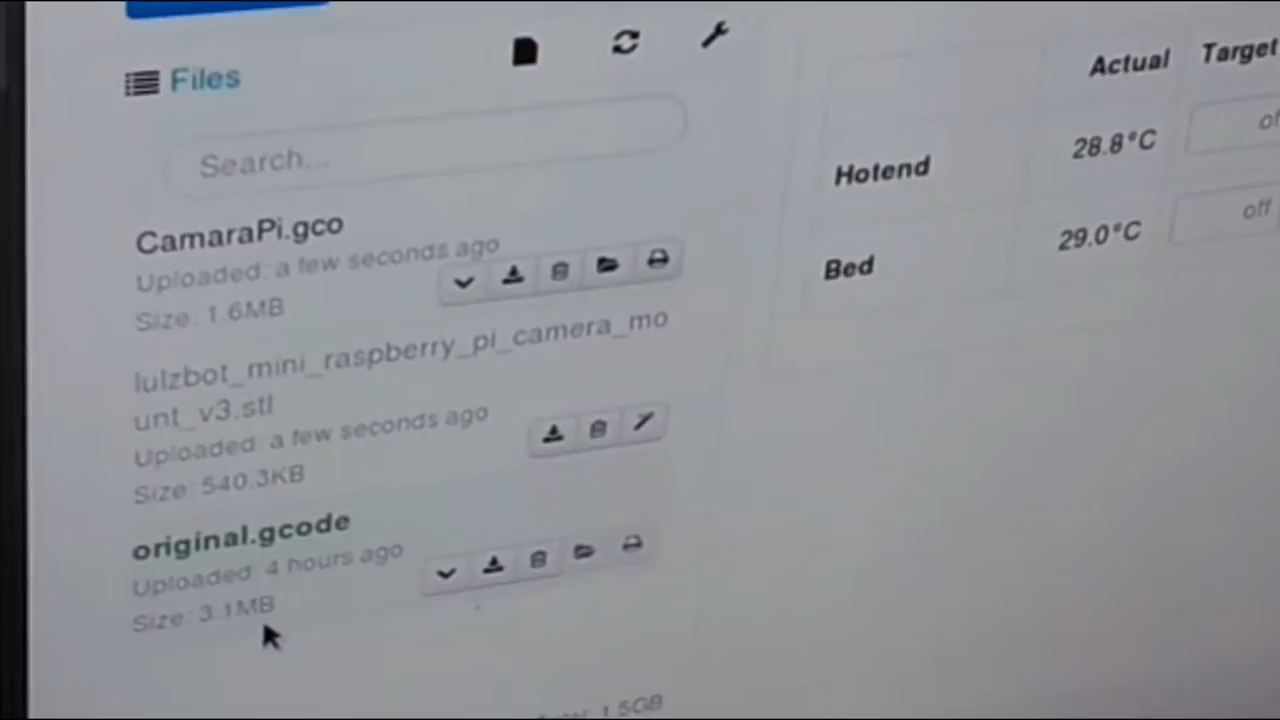 Files
Search...
CamaraPi.gco
Uploaded: a few seconds ago
Size: 1.6MB
lulzbot_mini_raspberry_pi_camera_mo
unt_v3.stl
Uploaded: a few seconds ago
Size: 540.3KB
original.gcode
Uploaded: 4 hours ago
Size: 3.1MB
1.5GB
Actual Target
Hotend 28.8°C
Bed 29.0°C off